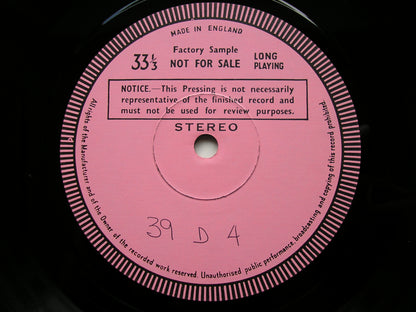 MADE IN ENGLAND
Factory Sample
33⅓ NOT FOR SALE LONG PLAYING
NOTICE.—This Pressing is not necessarily
representative of the finished record and
must not be used for review purposes.
STEREO
39 D 4
All rights of the Manufacturer and of the Owner of the recorded work reserved. Unauthorised public performance, broadcasting and copying of this record prohibited.